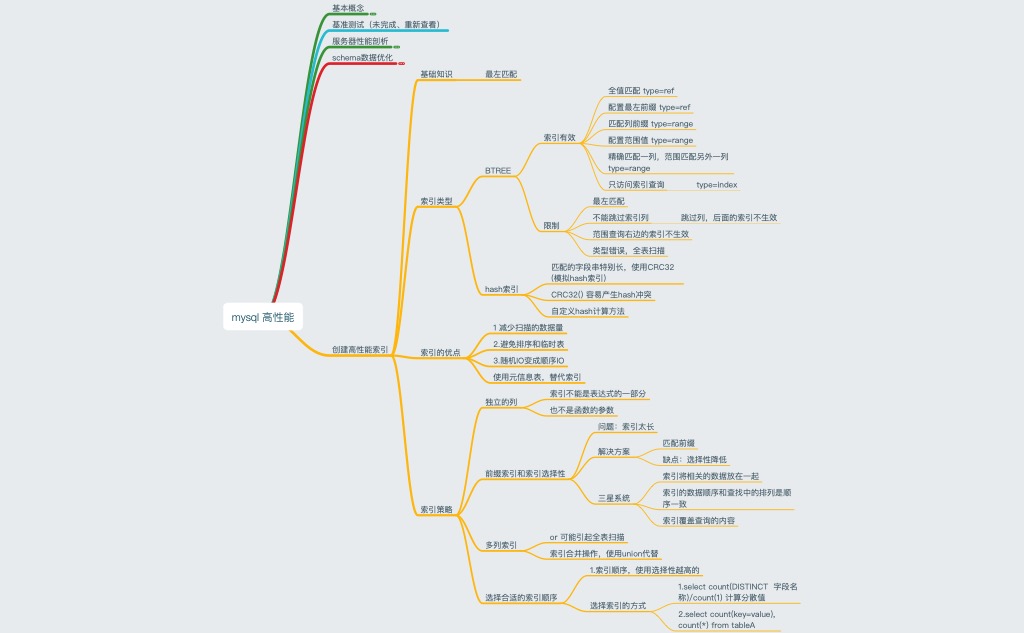 基本概念
基准测试（未完成、重新查看）
服务器性能剖析
schema数据优化
基础知识
最左匹配
全值匹配 type=ref
配置最左前缀 type=ref
匹配列前缀 type=range
索引有效
配置范围值 type=range
精确匹配一列，范围匹配另外一列
type=range
BTREE
只访问索引查询
type=index
索引类型
最左匹配
不能跳过索引列
跳过列，后面的索引不生效
限制
范围查询右边的索引不生效
类型错误，全表扫描
匹配的字段串特别长，使用CRC32
(模拟hash索引)
hash索引
CRC32() 容易产生hash冲突
自定义hash计算方法
mysql 高性能
创建高性能索引
1 减少扫描的数据量
2.避免排序和临时表
索引的优点
3.随机IO变成顺序IO
使用元信息表，替代索引
索引不能是表达式的一部分
独立的列
也不是函数的参数
问题：索引太长
匹配前缀
解决方案
缺点：选择性降低
前缀索引和索引选择性
索引将相关的数据放在一起
三星系统
索引的数据顺序和查找中的排列是顺
序一致
索引覆盖查询的内容
索引策略
or 可能引起全表扫描
多列索引
索引合并操作，使用union代替
1.索引顺序，使用选择性越高的
选择合适的索引顺序
1.select count(DISTINCT 字段名
称)/count(1) 计算分散值
选择索引的方式
2.select count(key=value),
count(*) from tableA